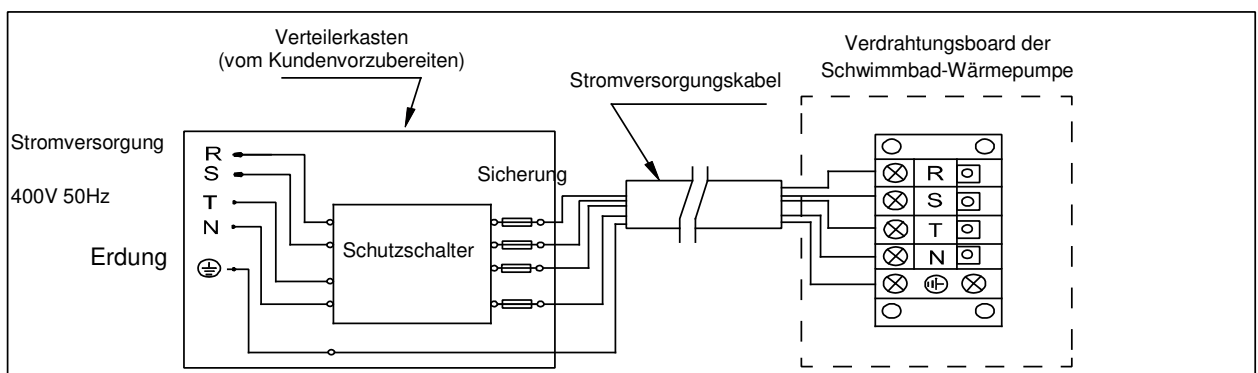 Verteilerkasten
(vom Kundenvorzubereiten)
Verdrahtungsboard der
Schwimmbad-Wärmepumpe
Stromversorgungskabel
Stromversorgung
400V 50Hz
Erdung
R
S
T
N
Schutzschalter
Sicherung
R
S
T
N